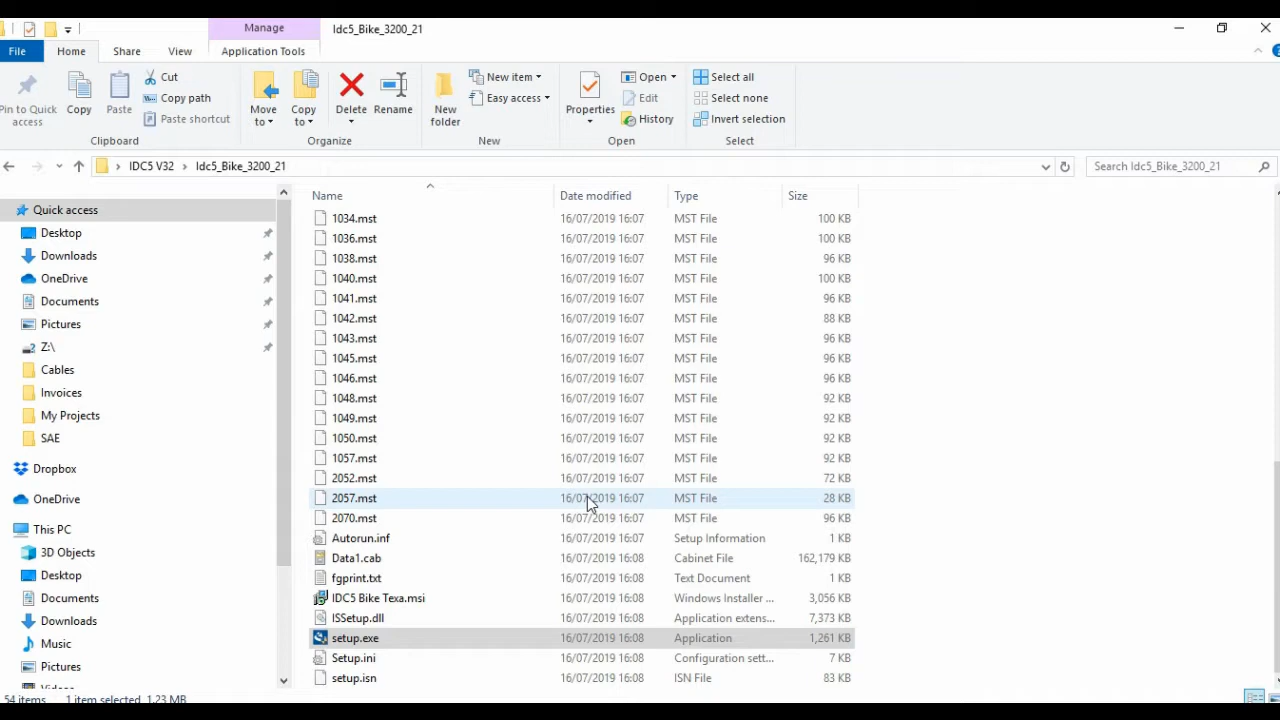 Manage
Idc5_Bike_3200_21
File Home Share View Application Tools
Pin to Quick access
Copy
Paste
Cut
Copy path
Paste shortcut
Clipboard
Move to
Copy to
Delete
Rename
Organize
New folder
New item
Easy access
New
Properties
Open
Edit
History
Open
Select all
Select none
Invert selection
Select
IDC5 V32 Idc5_Bike_3200_21
Search Idc5_Bike_3200_21
Quick access
Desktop
Downloads
OneDrive
Documents
Pictures
Z:\
Cables
Invoices
My Projects
SAE
Dropbox
OneDrive
This PC
3D Objects
Desktop
Documents
Downloads
Music
Pictures
Videos
Name Date modified Type Size
1034.mst 16/07/2019 16:07 MST File 100 KB
1036.mst 16/07/2019 16:07 MST File 100 KB
1038.mst 16/07/2019 16:07 MST File 96 KB
1040.mst 16/07/2019 16:07 MST File 100 KB
1041.mst 16/07/2019 16:07 MST File 96 KB
1042.mst 16/07/2019 16:07 MST File 88 KB
1043.mst 16/07/2019 16:07 MST File 96 KB
1045.mst 16/07/2019 16:07 MST File 96 KB
1046.mst 16/07/2019 16:07 MST File 96 KB
1048.mst 16/07/2019 16:07 MST File 92 KB
1049.mst 16/07/2019 16:07 MST File 92 KB
1050.mst 16/07/2019 16:07 MST File 92 KB
1057.mst 16/07/2019 16:07 MST File 92 KB
2052.mst 16/07/2019 16:07 MST File 72 KB
2057.mst 16/07/2019 16:07 MST File 28 KB
2070.mst 16/07/2019 16:07 MST File 96 KB
Autorun.inf 16/07/2019 16:07 Setup Information 1 KB
Data1.cab 16/07/2019 16:08 Cabinet File 162,179 KB
fgprint.txt 16/07/2019 16:08 Text Document 1 KB
IDC5 Bike Texa.msi 16/07/2019 16:08 Windows Installer ... 3,056 KB
ISSetup.dll 16/07/2019 16:08 Application extens... 7,373 KB
setup.exe 16/07/2019 16:08 Application 1,261 KB
Setup.ini 16/07/2019 16:08 Configuration sett... 7 KB
setup.isn 16/07/2019 16:08 ISN File 83 KB
54 items 1 item selected 1.23 MB